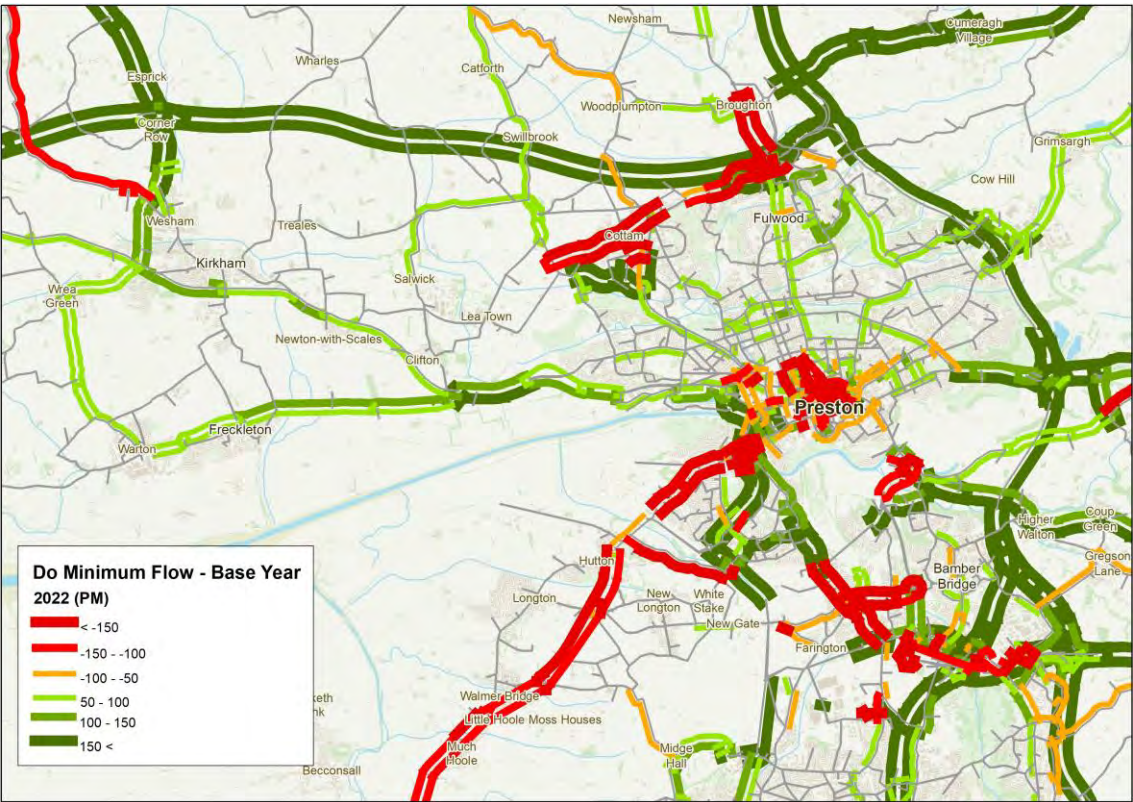 Newsham
Cumeragh
Village
Wharles
Esprick
Catforth
Woodplumpton
Broughton
Corner
Row
Swillbrook
Grimsargh
Cow Hill
Wesham
Treales
Fulwood
Cottam
Kirkham
Salwick
Wrea
Green
Lea Town
Newton-with-Scales
Clifton
Preston
Freckleton
Warton
Higher
Walton
Coup
Green
Gregson
Lane
Hutton
Bamber
Bridge
Longton
New
Longton
White
Stake
New Gate
Farington
Walmer Bridge
Little Hoole Moss Houses
Much
Hoole
Midge
Hall
Becconsall
keth
nk
Do Minimum Flow - Base Year
2022 (PM)
< -150
-150 - -100
-100 - -50
50 - 100
100 - 150
150 <